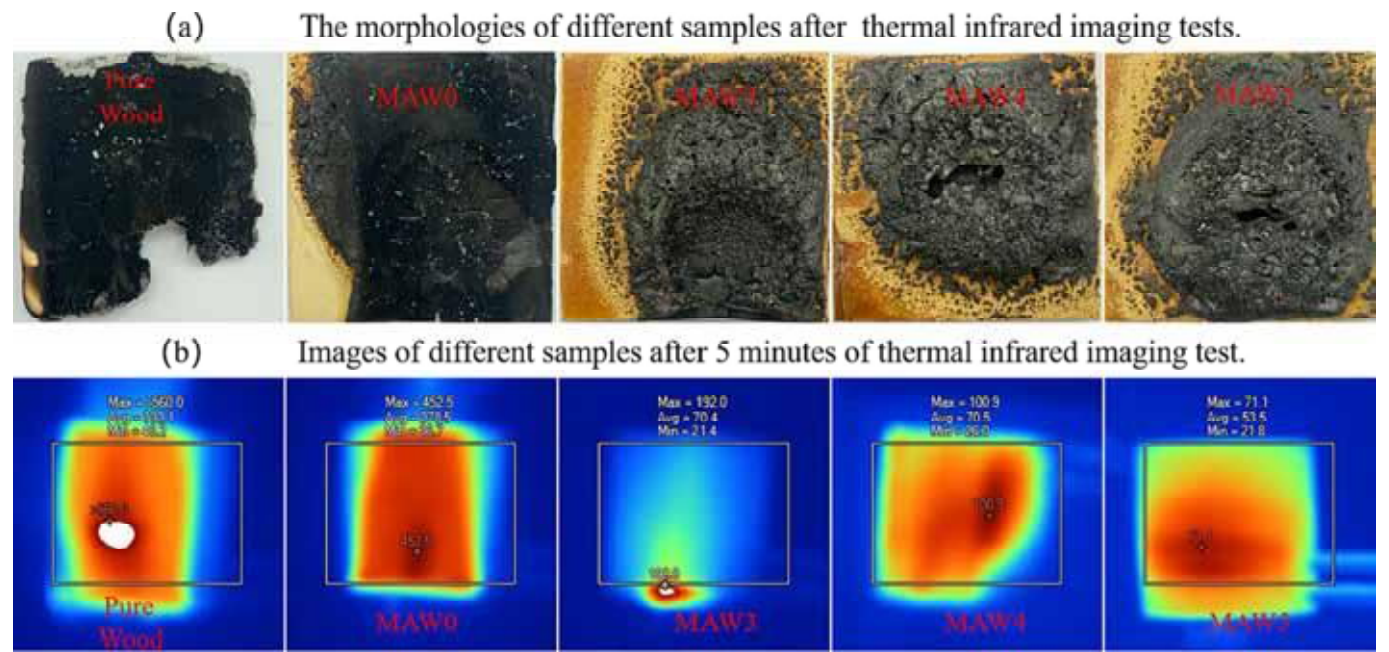 (a) The morphologies of different samples after thermal infrared imaging tests.
Pure
Wood
MAW0
MAW3
MAW4
MAW5
(b) Images of different samples after 5 minutes of thermal infrared imaging test.
Max = 452.5
Max = 192.0
Avg = 70.4
Min = 21.4
Max = 100.9
Avg = 70.5
Max = 71.1
Avg = 53.5
Min = 21.8
Pure
Wood
MAW0
MAW3
MAW4
MAW5